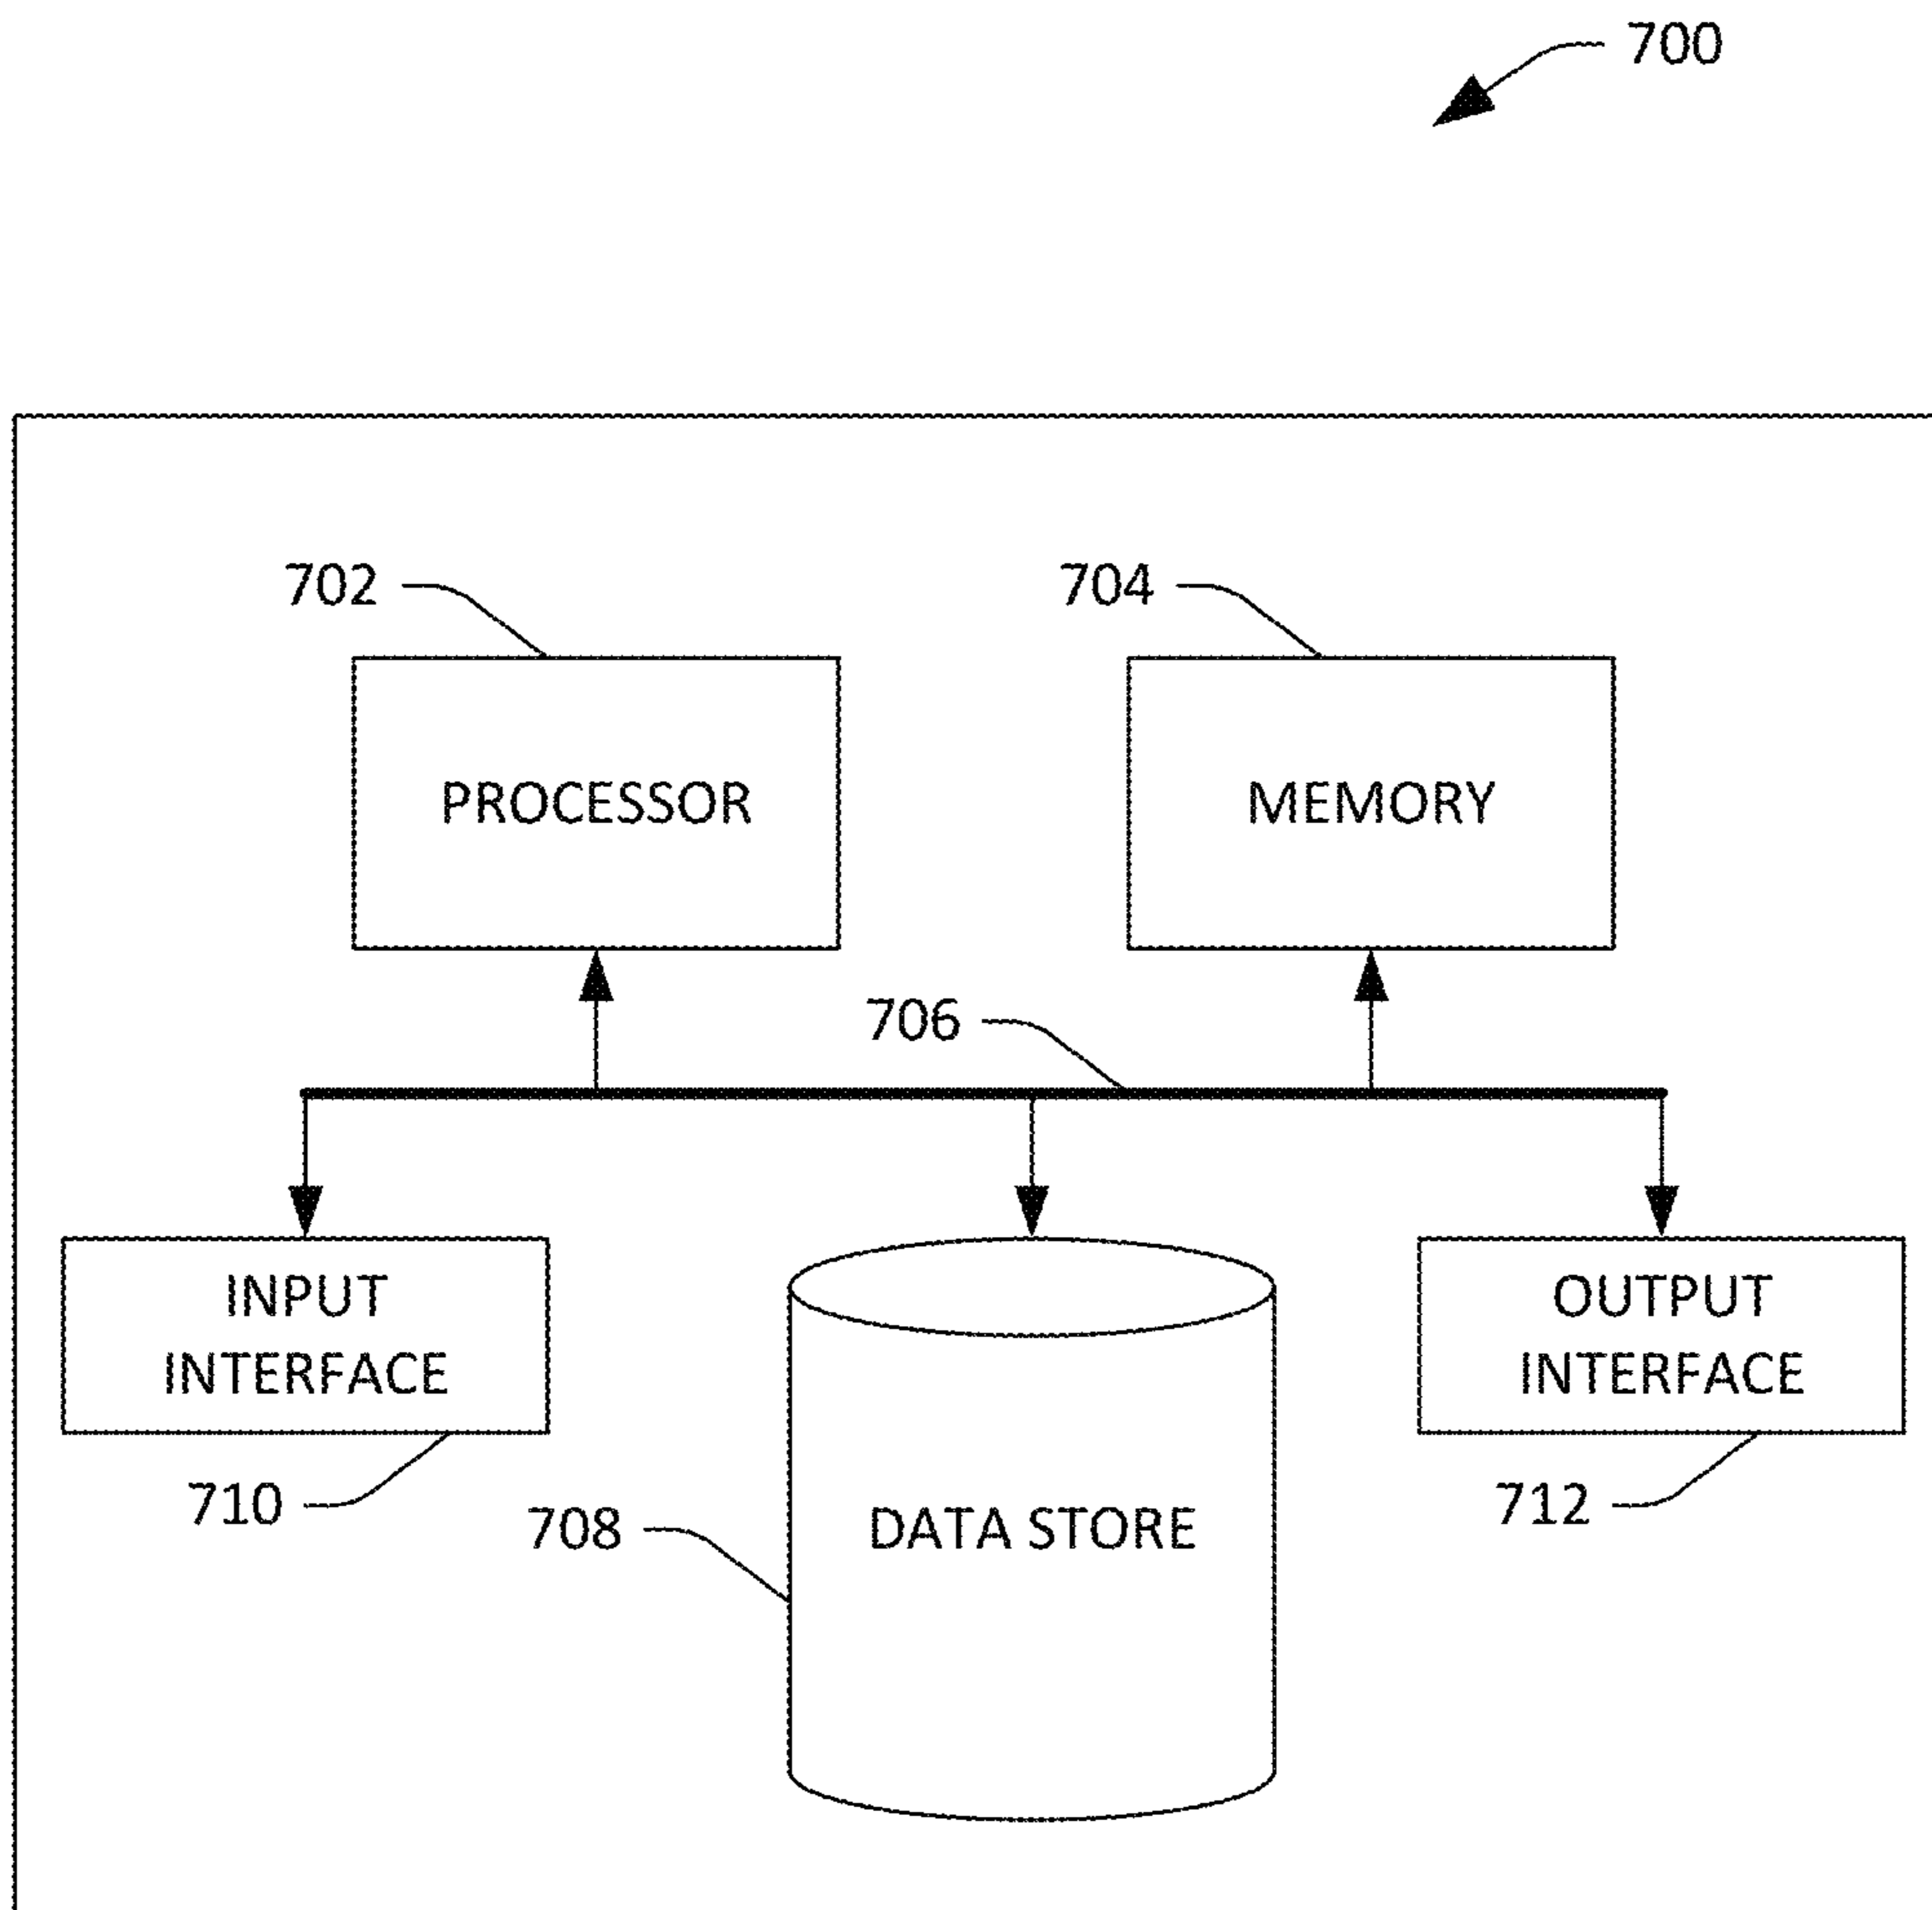 700
702
704
PROCESSOR
MEMORY
706
INPUT
INTERFACE
OUTPUT
INTERFACE
710
708
DATA STORE
712